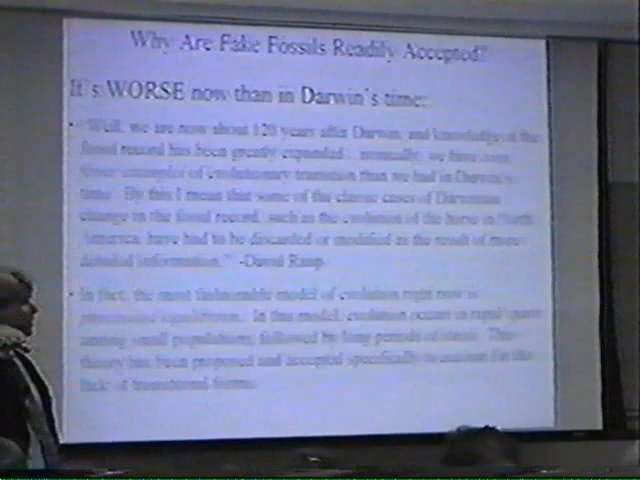 Why Are Fake Fossils Readily Accepted?
It's WORSE now than in Darwin's time:
• "Well, we are now about 120 years after Darwin, and knowledge of the
fossil record has been greatly expanded... ironically, we have even
fewer examples of evolutionary transition than we had in Darwin's
time. By this I mean that some of the classic cases of Darwinian
change in the fossil record, such as the evolution of the horse in North
America, have had to be discarded or modified as the result of more
detailed information." -David Raup
• In fact, the most fashionable model of evolution right now is
punctuated equilibrium. In this model, evolution occurs in rapid spurts
among small populations, followed by long periods of stasis. This
theory has been proposed and accepted specifically to account for the
lack of transitional forms.